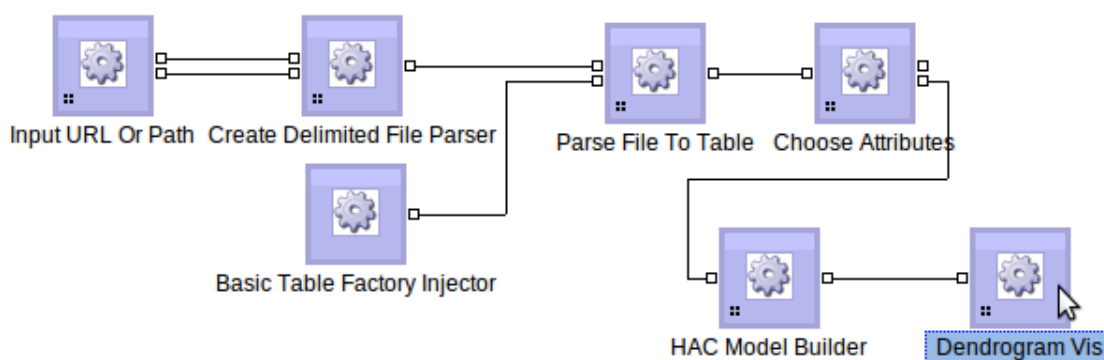 Input URL Or Path
Create Delimited File Parser
Parse File To Table
Choose Attributes
Basic Table Factory Injector
HAC Model Builder
Dendrogram Vis